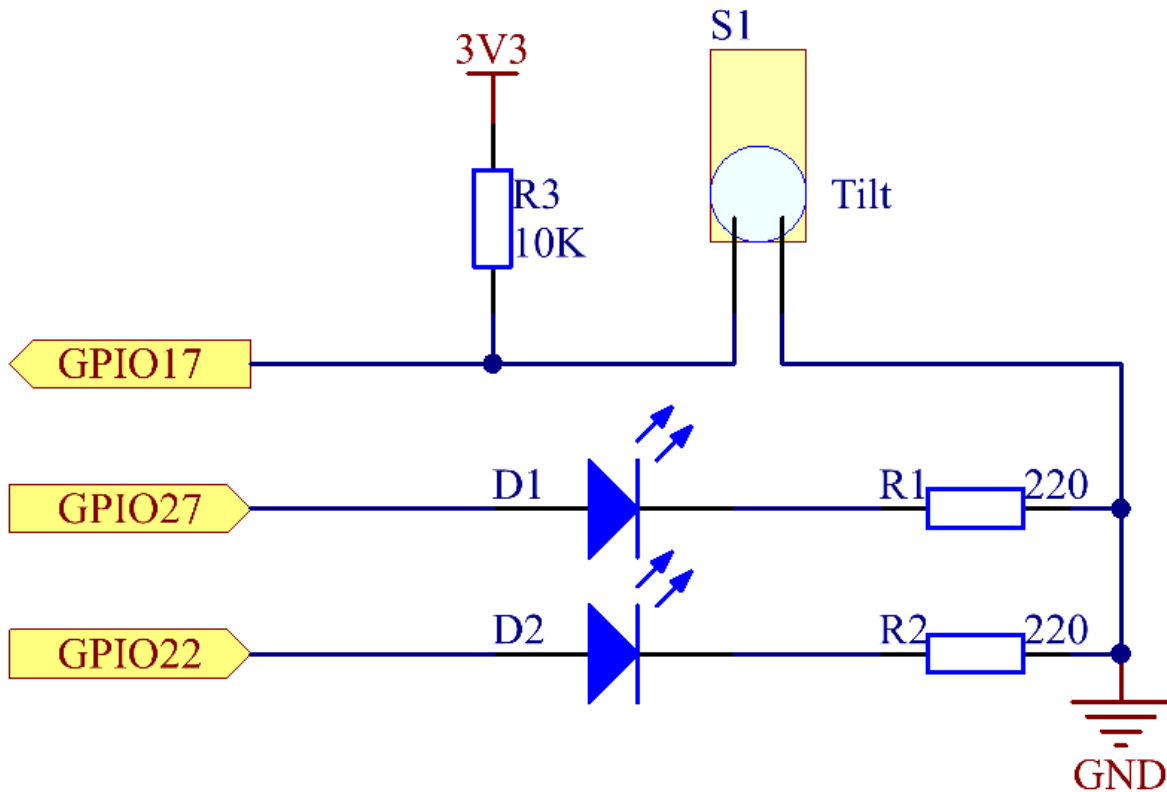 S1
3V3
R3
10K
Tilt
GPIO17
GPIO27
D1
R1
220
GPIO22
D2
R2
220
GND